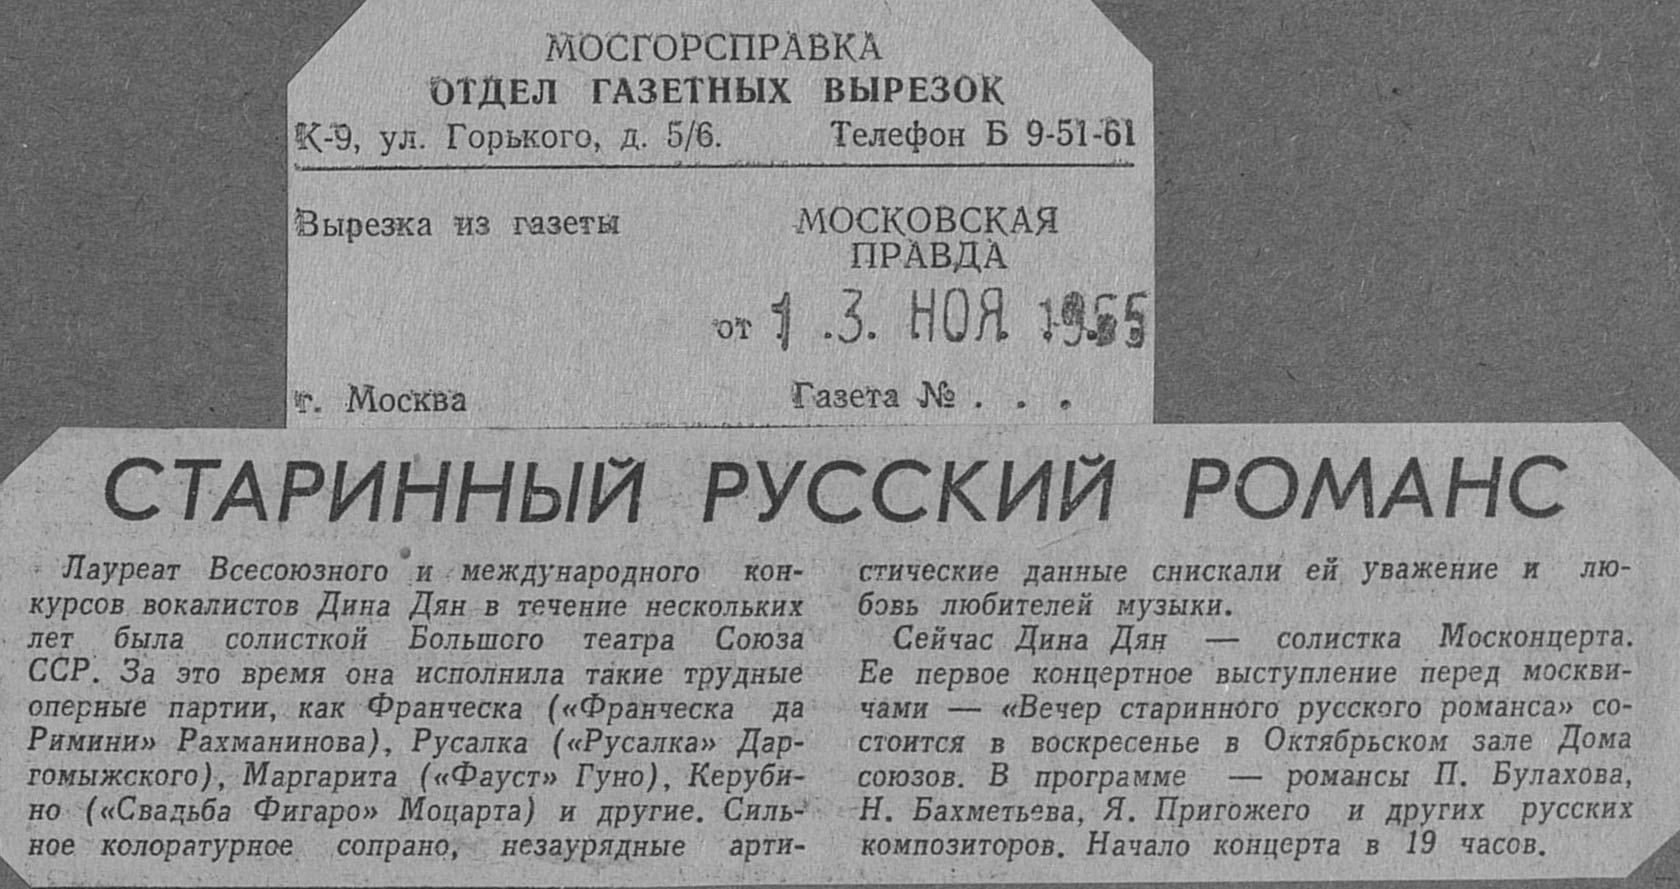 МОСГОРСПРАВКА
ОТДЕЛ ГАЗЕТНЫХ ВЫРЕЗОК
К-9, ул. Горького, д. 5/6. Телефон Б 9-51-61
Вырезка из газеты МОСКОВСКАЯ
ПРАВДА
от 1 3. НОЯ
г. Москва Газета № . . .
СТАРИННЫЙ РУССКИЙ РОМАНС
Лауреат Всесоюзного и международного кон-
курсов вокалистов Дина Дян в течение нескольких
лет была солисткой Большого театра Союза
ССР. За это время она исполнила такие трудные
оперные партии, как Франческа («Франческа да
Римини» Рахманинова), Русалка («Русалка» Дар-
гомыжского), Маргарита («Фауст» Гуно), Керуби-
но («Свадьба Фигаро» Моцарта) и другие. Силь-
ное колоратурное сопрано, незаурядные арти-
стические данные снискали ей уважение и лю-
бовь любителей музыки.
Сейчас Дина Дян — солистка Москонцерта.
Ее первое концертное выступление перед москви-
чами — «Вечер старинного русского романса» со-
стоится в воскресенье в Октябрьском зале Дома
союзов. В программе — романсы П. Булахова,
Н. Бахметьева, Я. Пригожего и других русских
композиторов. Начало концерта в 19 часов.